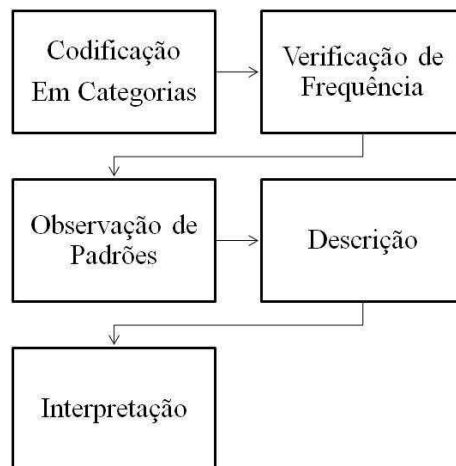 Codificação
Em Categorias
Verificação de
Frequência
Observação de
Padrões
Descrição
Interpretação